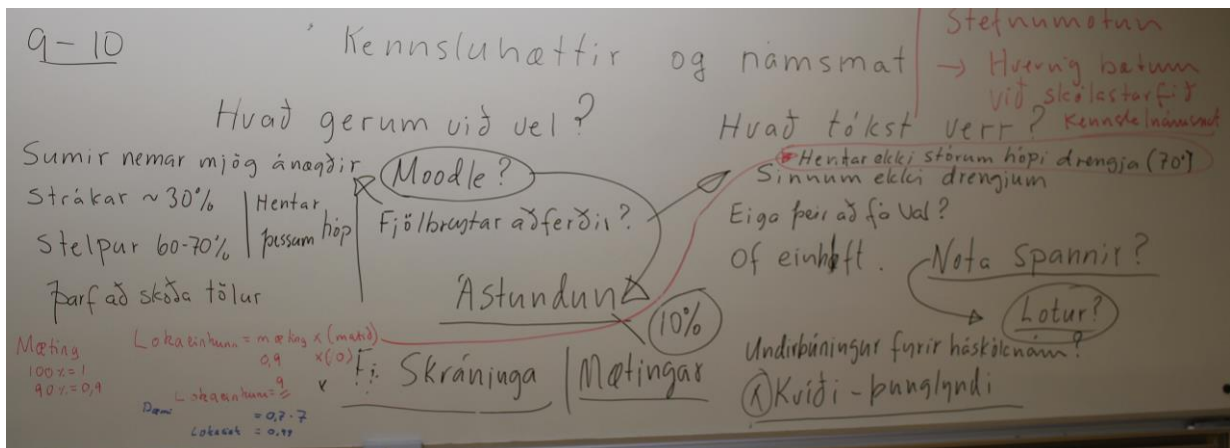 9-10
Kennsluhættir og námsmat
Stefnumótun
→ Hvernig bætum
við skólastarfið
Kennsla/námsmat
Hvað gerum við vel?
Sumir nemar mjög ánægðir
Strákar ~ 30%
Stelpur 60-70%
Hentar
þessum hóp
Þarf að skoða tölur
Moodle?
Fjölbreytar aðferðir?
Ástundun
10%
Fj. Skráninga
Mætingar
Hvað tókst verr?
Hentar ekki stórum hópi drengja (70%)
Sinnum ekki drengjum
Eiga þeir að fá val?
Of einhæft.
Nota spannir?
Lotur?
Undirbúningur fyrir háskólanám?
Kvíði - þunglyndi
Mæting
100% = 1
90% = 0,9
Lokaeinkunn = mæting x (matið)
0,9 x (10)
Lokaeinkunn = 9
Dæmi = 0,7 · 7